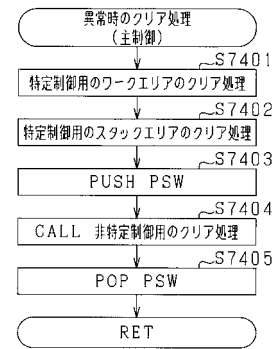 異常時のクリア処理
(主制御)
S7401
特定制御用のワークエリアのクリア処理
S7402
特定制御用のスタックエリアのクリア処理
S7403
PUSH PSW
S7404
CALL 非特定制御用のクリア処理
S7405
POP PSW
RET